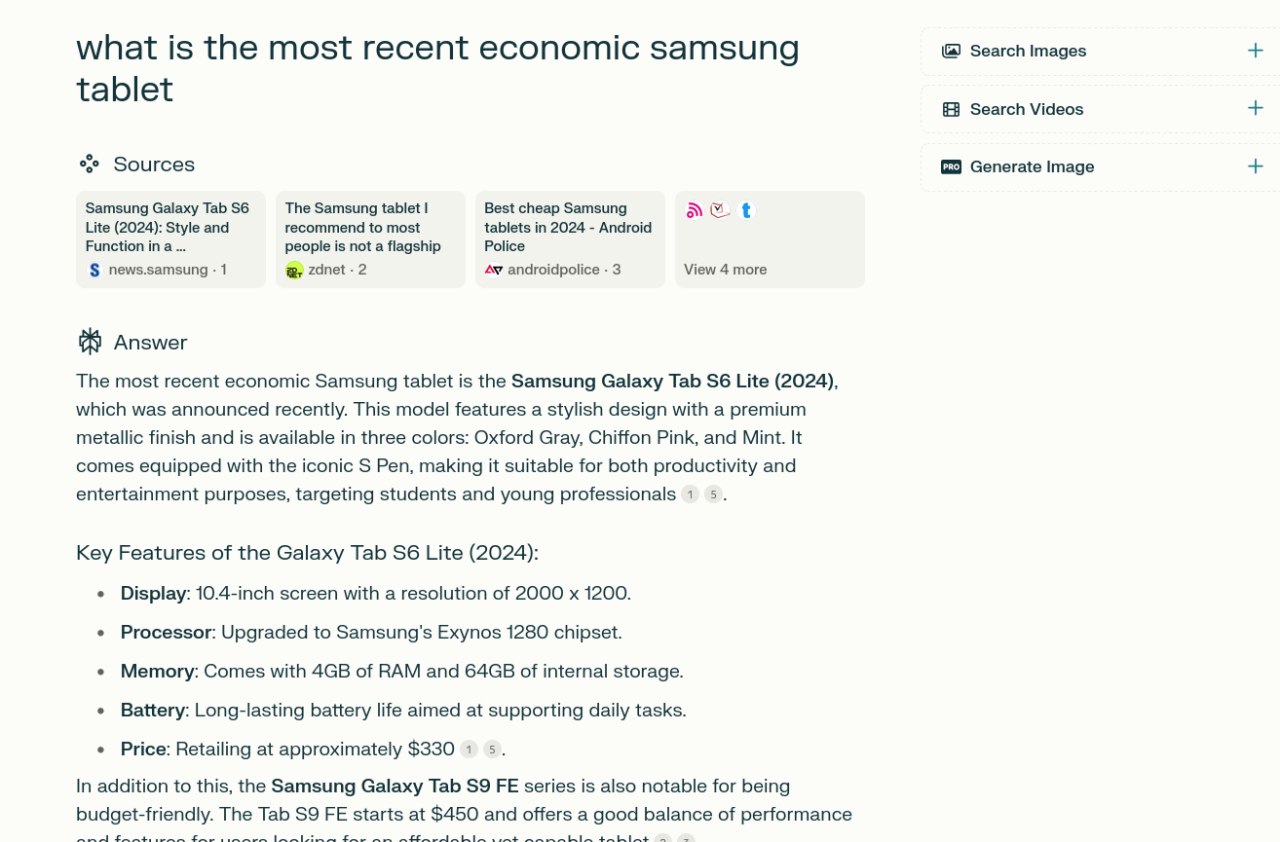 what is the most recent economic samsung
tablet
Search Images
Search Videos
PRO Generate Image
Sources
Samsung Galaxy Tab S6
Lite (2024): Style and
Function in a ...
news.samsung · 1
The Samsung tablet I
recommend to most
people is not a flagship
zdnet · 2
Best cheap Samsung
tablets in 2024 - Android
Police
androidpolice · 3
View 4 more
Answer
The most recent economic Samsung tablet is the Samsung Galaxy Tab S6 Lite (2024),
which was announced recently. This model features a stylish design with a premium
metallic finish and is available in three colors: Oxford Gray, Chiffon Pink, and Mint. It
comes equipped with the iconic S Pen, making it suitable for both productivity and
entertainment purposes, targeting students and young professionals 1 5.
Key Features of the Galaxy Tab S6 Lite (2024):
• Display: 10.4-inch screen with a resolution of 2000 x 1200.
• Processor: Upgraded to Samsung's Exynos 1280 chipset.
• Memory: Comes with 4GB of RAM and 64GB of internal storage.
• Battery: Long-lasting battery life aimed at supporting daily tasks.
• Price: Retailing at approximately $330 1 5.
In addition to this, the Samsung Galaxy Tab S9 FE series is also notable for being
budget-friendly. The Tab S9 FE starts at $450 and offers a good balance of performance
and features for users looking for an affordable yet capable tablet